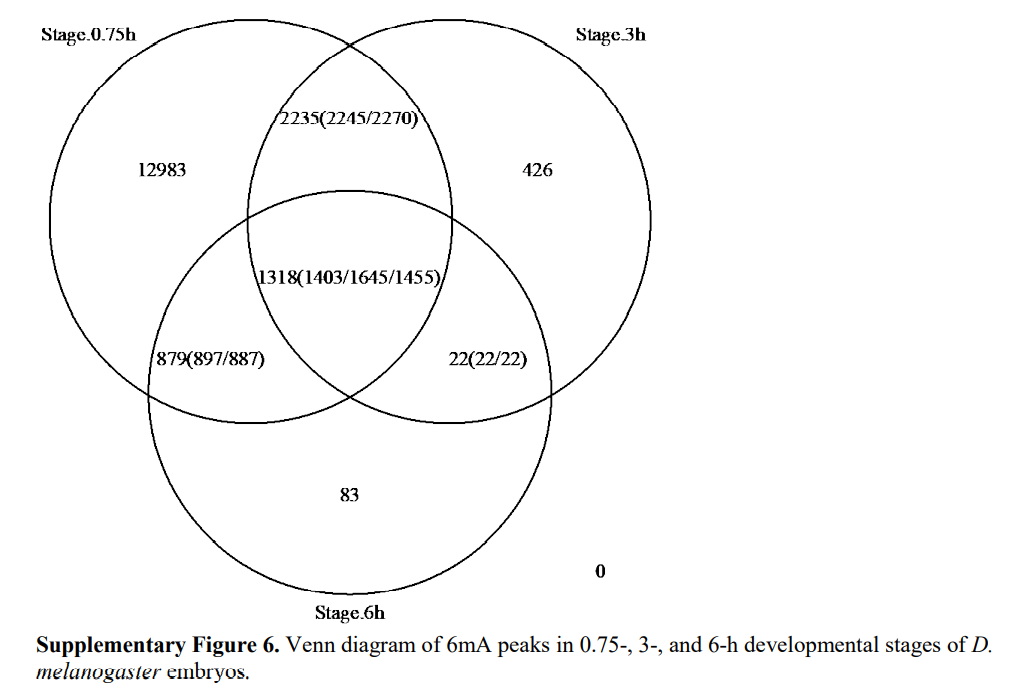 Stage.0.75h
Stage.3h
2235(2245/2270)
12983
426
1318(1403/1645/1455)
879(897/887)
22(22/22)
83
0
Stage.6h
Supplementary Figure 6. Venn diagram of 6mA peaks in 0.75-, 3-, and 6-h developmental stages of D.
melanogaster embryos.